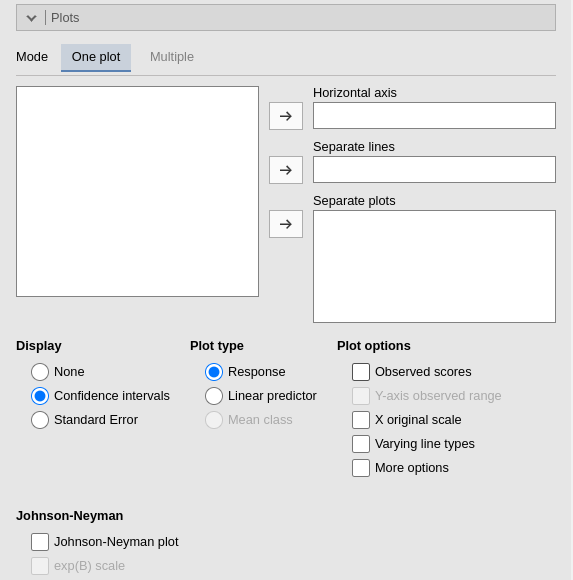 Plots
Mode One plot Multiple
Horizontal axis
Separate lines
Separate plots
Display Plot type Plot options
None Response Observed scores
Confidence intervals Linear predictor Y-axis observed range
Standard Error Mean class X original scale
Varying line types
More options
Johnson-Neyman
Johnson-Neyman plot
exp(B) scale